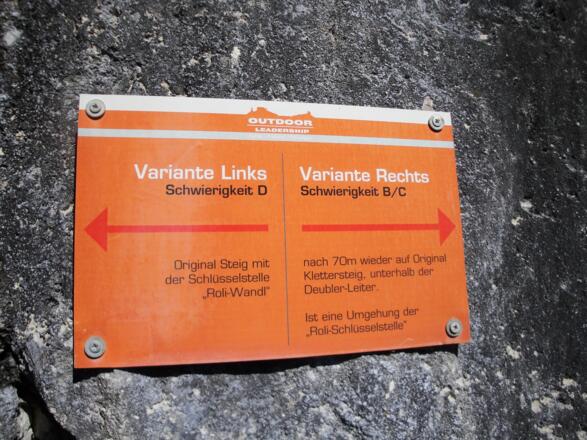 OUTDOOR
LEADERSHIP
Variante Links
Schwierigkeit D
Original Steig mit
der Schlüsselstelle
„Roli-Wandl"
Variante Rechts
Schwierigkeit B/C
nach 70m wieder auf Original
Klettersteig, unterhalb der
Deubler-Leiter.
Ist eine Umgehung der
„Roli-Schlüsselstelle"